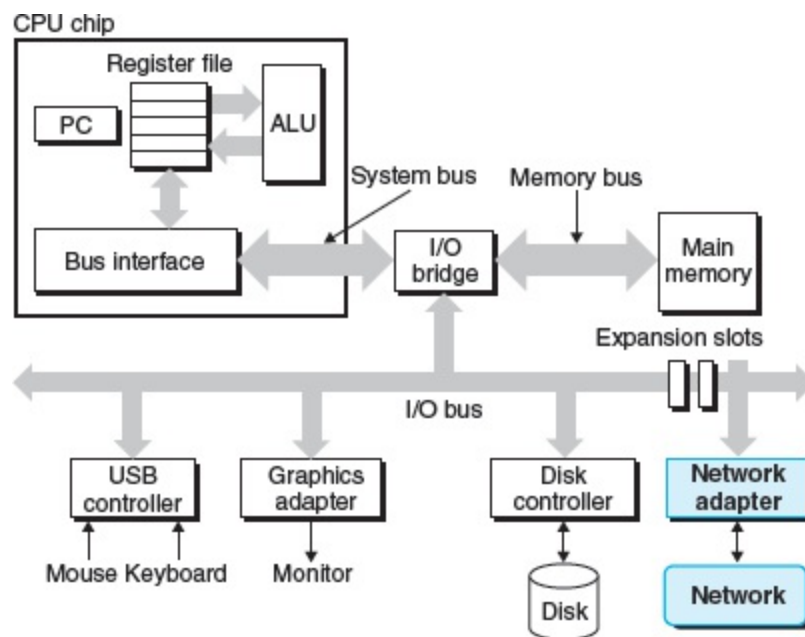 CPU chip
Register file
PC
ALU
System bus
Memory bus
Bus interface
I/O
bridge
Main
memory
Expansion slots
I/O bus
USB
controller
Graphics
adapter
Disk
controller
Network
adapter
Mouse Keyboard
Monitor
Disk
Network